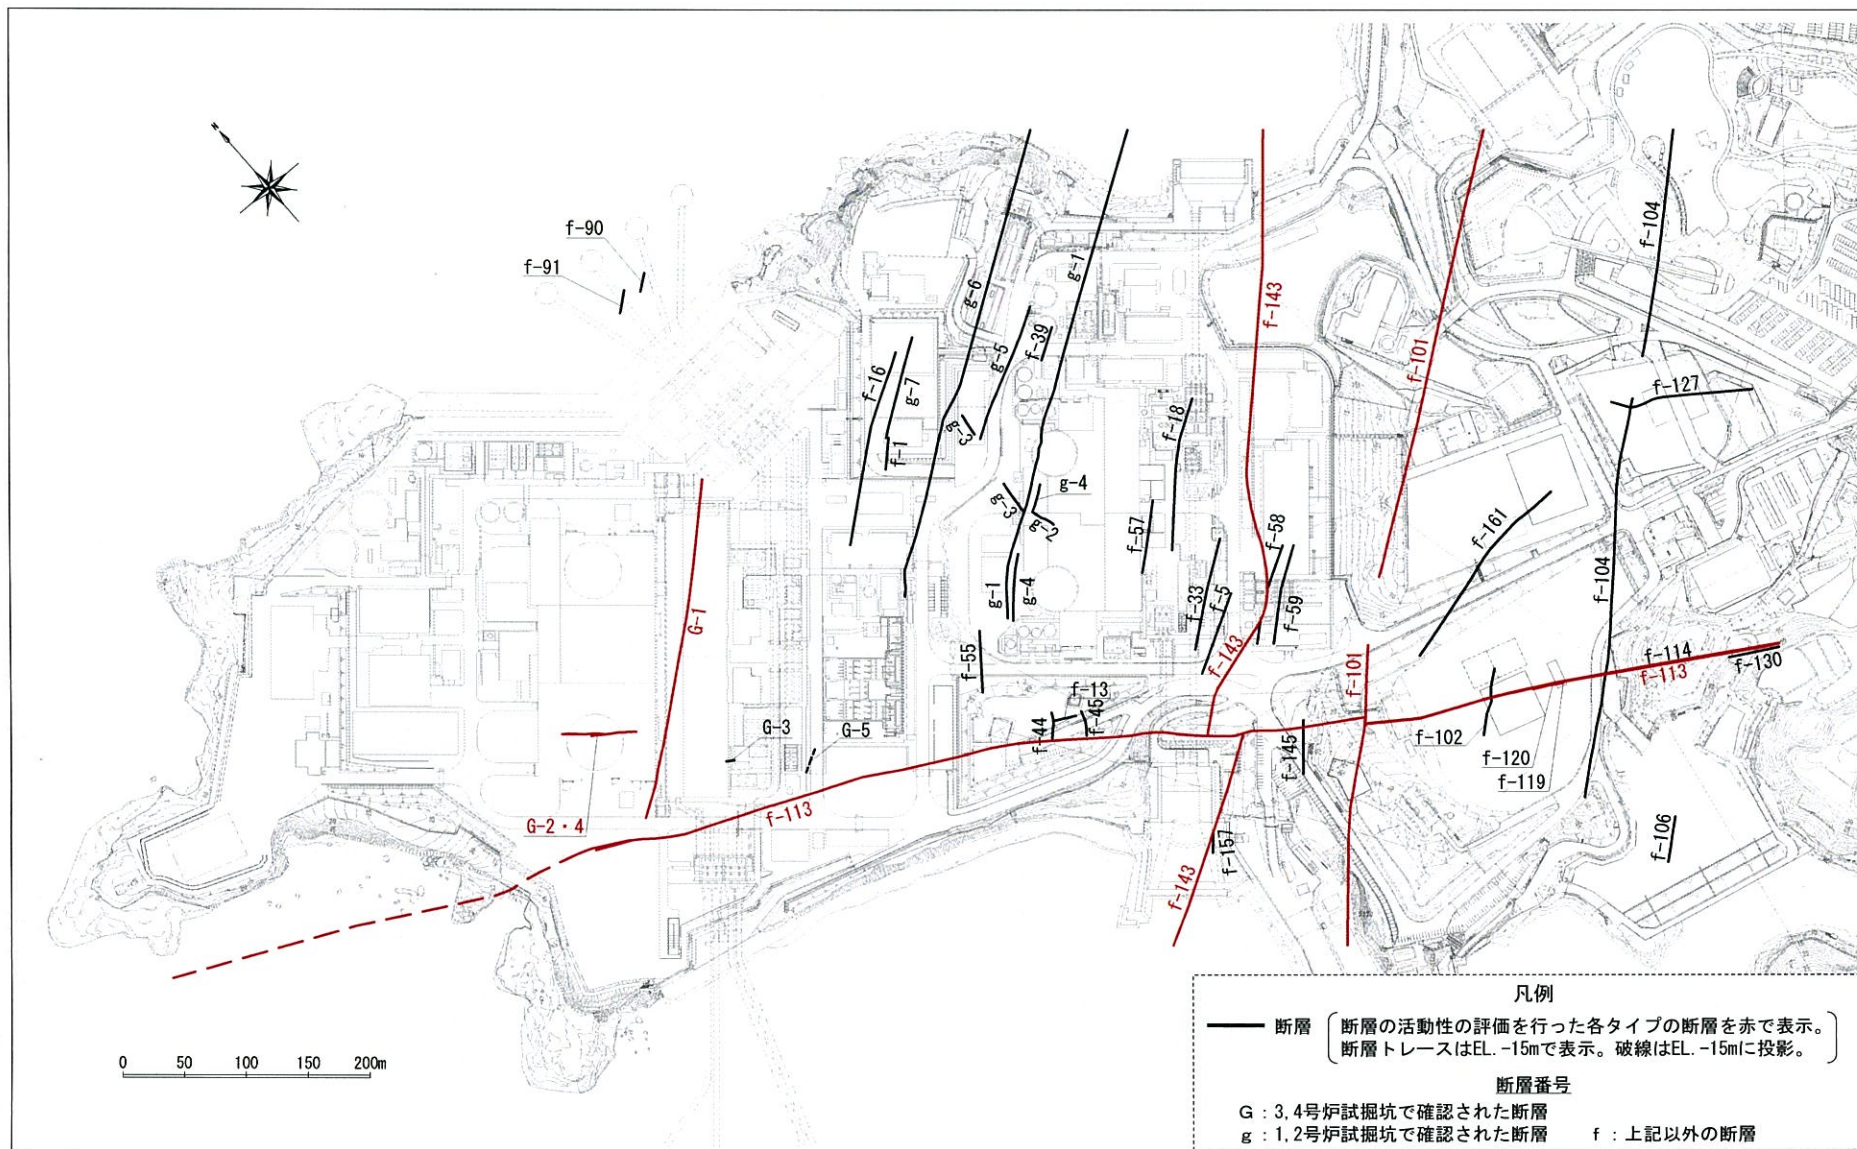 N
f-90
f-91
g-6
g-1
f-143
f-101
f-104
g-5
f-39
f-16
g-7
f-1
g-3
f-18
f-127
g-4
g-3
g-2
f-57
f-58
f-161
f-104
g-1
g-4
f-33
f-5
f-59
G-1
f-143
f-55
f-101
f-114
f-113
f-130
f-13
f-44
f-45
G-3
G-5
f-145
f-102
f-120
f-119
G-2・4
f-113
f-157
f-143
f-106
0 50 100 150 200m
凡例
断層 断層の活動性の評価を行った各タイプの断層を赤で表示。
断層トレースはEL.-15mで表示。破線はEL.-15mに投影。
断層番号
G：3,4号炉試掘坑で確認された断層
g：1,2号炉試掘坑で確認された断層 f：上記以外の断層